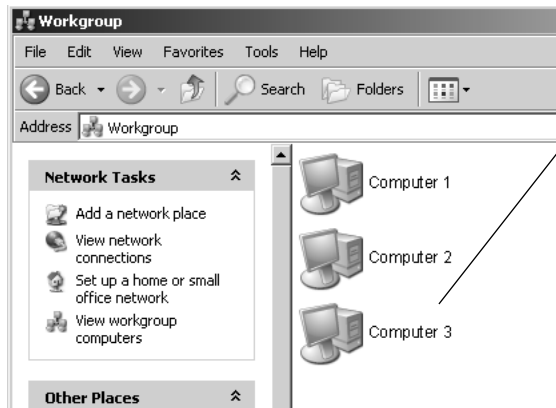 Workgroup
File Edit View Favorites Tools Help
Back Search Folders
Address Workgroup
Network Tasks
Add a network place
View network
connections
Set up a home or small
office network
View workgroup
computers
Other Places
Computer 1
Computer 2
Computer 3